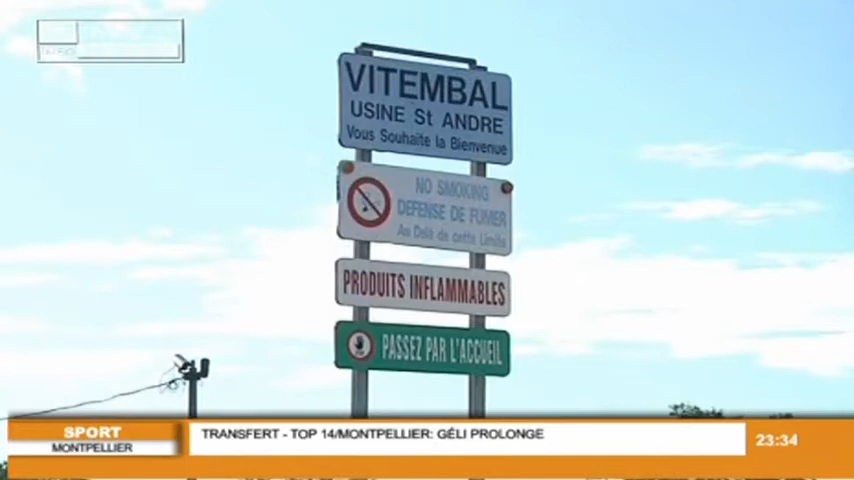 VITEMBAL
USINE St ANDRE
Vous Souhaite la Bienvenue
NO SMOKING
DEFENSE DE FUMER
Au Delà de cette Limite
PRODUITS INFLAMMABLES
PASSEZ PAR L'ACCUEIL
SPORT
MONTPELLIER
TRANSFERT - TOP 14/MONTPELLIER: GÉLI PROLONGE
23:34